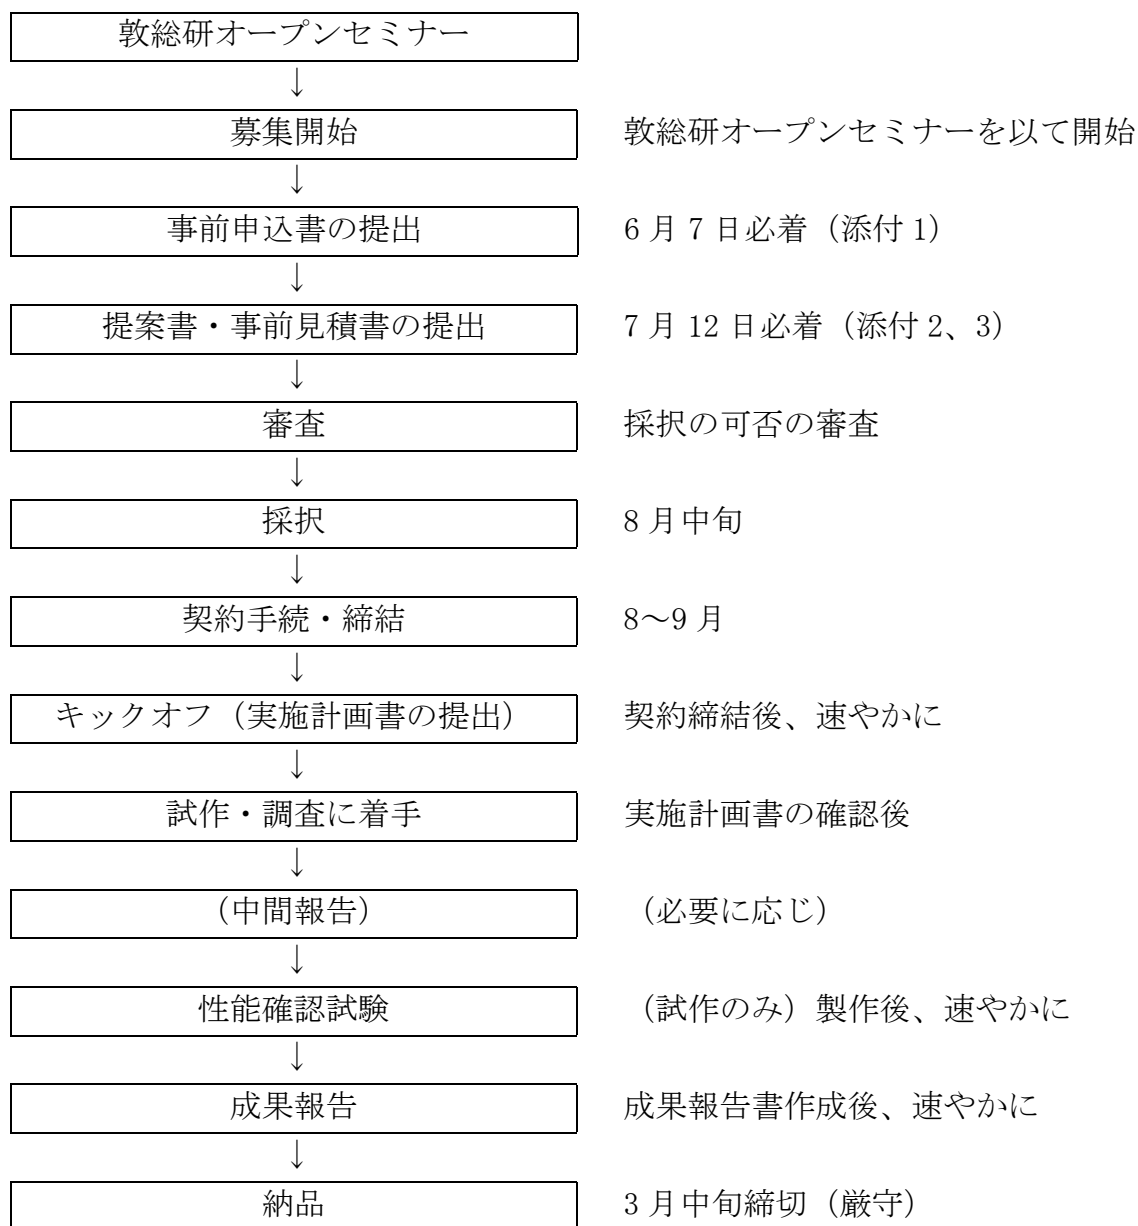 敦総研オープンセミナー
↓
募集開始 敦総研オープンセミナーを以て開始
↓
事前申込書の提出 6月7日必着（添付1）
↓
提案書・事前見積書の提出 7月12日必着（添付2、3）
↓
審査 採択の可否の審査
↓
採択 8月中旬
↓
契約手続・締結 8～9月
↓
キックオフ（実施計画書の提出） 契約締結後、速やかに
↓
試作・調査に着手 実施計画書の確認後
↓
（中間報告） （必要に応じ）
↓
性能確認試験 （試作のみ）製作後、速やかに
↓
成果報告 成果報告書作成後、速やかに
↓
納品 3月中旬締切（厳守）